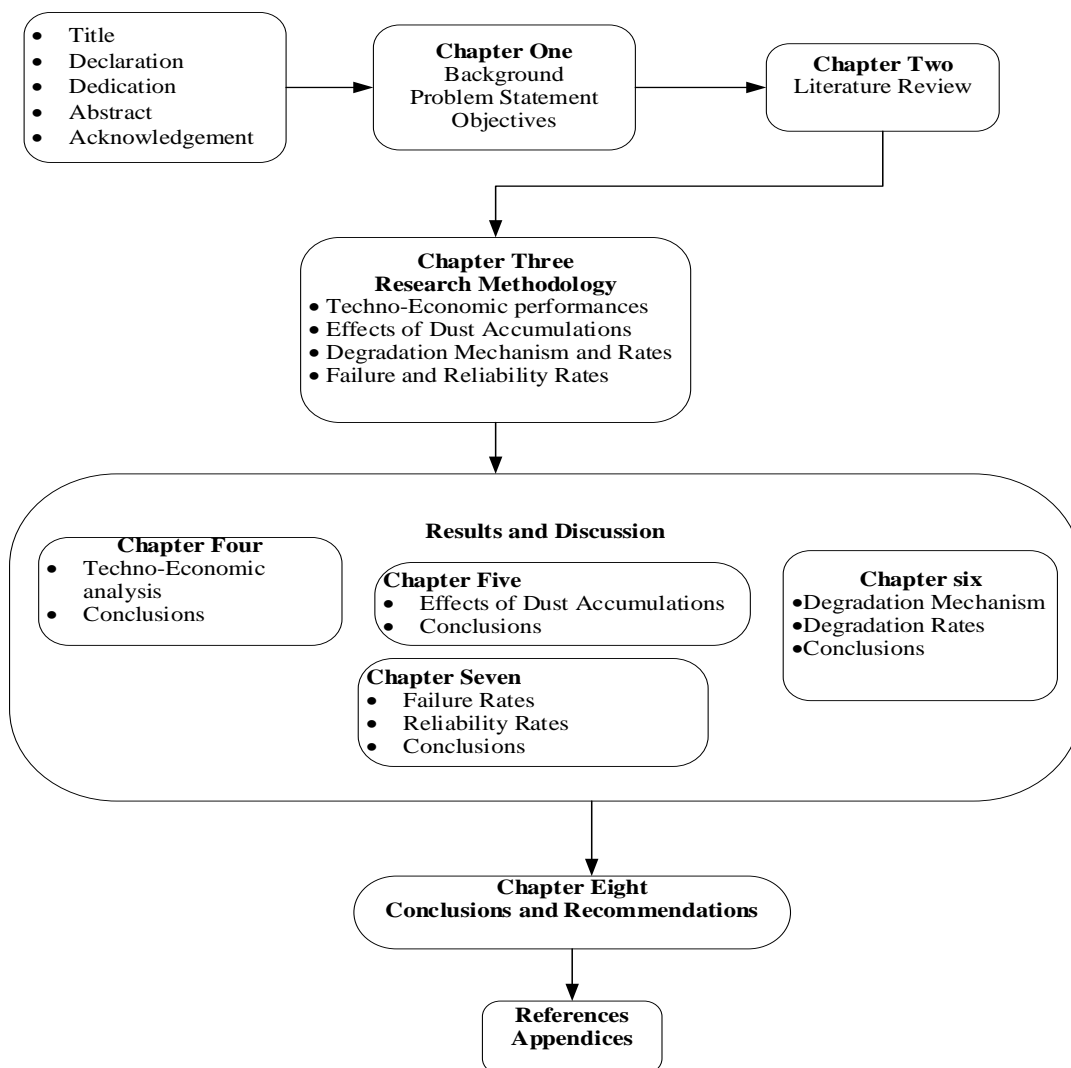 • Title
• Declaration
• Dedication
• Abstract
• Acknowledgement
Chapter One
Background
Problem Statement
Objectives
Chapter Two
Literature Review
Chapter Three
Research Methodology
• Techno-Economic performances
• Effects of Dust Accumulations
• Degradation Mechanism and Rates
• Failure and Reliability Rates
Results and Discussion
Chapter Four
• Techno-Economic
analysis
• Conclusions
Chapter Five
• Effects of Dust Accumulations
• Conclusions
Chapter six
•Degradation Mechanism
•Degradation Rates
•Conclusions
Chapter Seven
• Failure Rates
• Reliability Rates
• Conclusions
Chapter Eight
Conclusions and Recommendations
References
Appendices